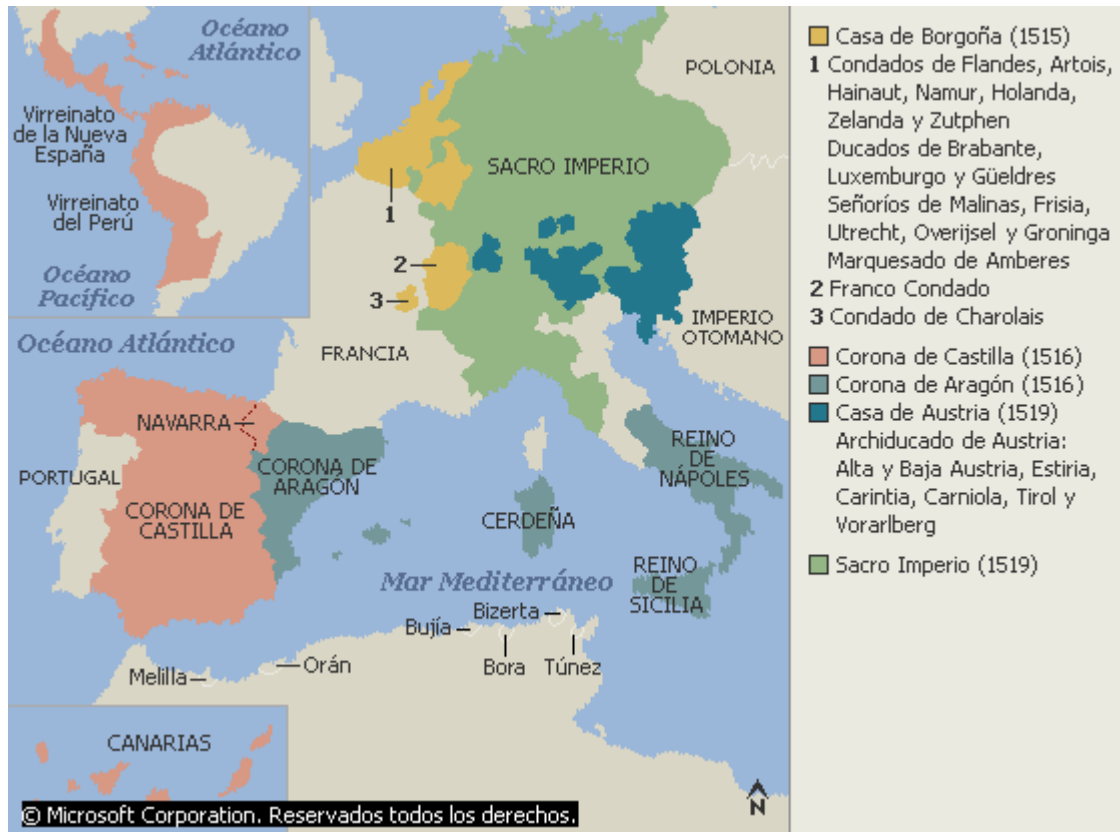 Océano
Atlántico
Virreinato
de la Nueva
España
Virreinato
del Perú
Océano
Pacífico
POLONIA
SACRO IMPERIO
1
2
3
IMPERIO
OTOMANO
Océano Atlántico
FRANCIA
NAVARRA
PORTUGAL
CORONA DE
ARAGÓN
CORONA DE
CASTILLA
REINO
DE
NÁPOLES
CERDEÑA
Mar Mediterráneo
REINO
DE
SICILIA
Bizerta
Bujía
Bora
Túnez
Melilla
Orán
CANARIAS
N
© Microsoft Corporation. Reservados todos los derechos.
Casa de Borgoña (1515)
1 Condados de Flandes, Artois,
Hainaut, Namur, Holanda,
Zelanda y Zutphen
Ducados de Brabante,
Luxemburgo y Güeldres
Señoríos de Malinas, Frisia,
Utrecht, Overijsel y Groninga
Marquesado de Amberes
2 Franco Condado
3 Condado de Charolais
Corona de Castilla (1516)
Corona de Aragón (1516)
Casa de Austria (1519)
Archiducado de Austria:
Alta y Baja Austria, Estiria,
Carintia, Carniola, Tirol y
Vorarlberg
Sacro Imperio (1519)